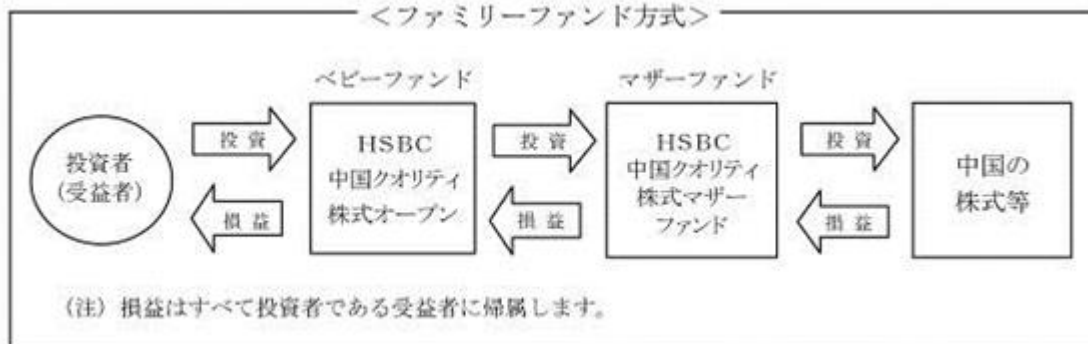 ＜ファミリーファンド方式＞
ベビーファンド
マザーファンド
投資者
(受益者)
投資
損益
HSBC
中国クオリティ
株式オープン
投資
損益
HSBC
中国クオリティ
株式マザー
ファンド
投資
損益
中国の
株式等
（注）損益はすべて投資者である受益者に帰属します。